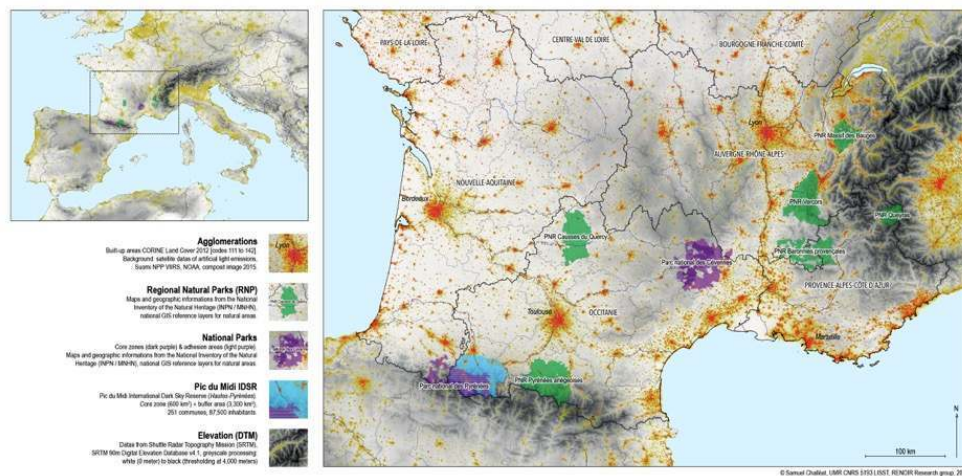 PAYS-DE-LA-LOIRE
CENTRE-VAL DE LOIRE
BOURGOGNE FRANCHE COMTÉ
Lyon
PNR Massif des Bauges
AUVERGNE-RHÔNE-ALPES
NOUVELLE-AQUITAINE
Bordeaux
PNR Vercors
PNR Queyras
PNR Causses du Quercy
Parc national des Cévennes
PNR Baronnies provençales
PROVENCE-ALPES-CÔTE D'AZUR
Toulouse
OCCITANIE
Marseille
Parc national des Pyrénées
PNR Pyrénées ariégeoises
N
100 km
Agglomerations
Built-up areas CORINE Land Cover 2012 [codes 111 to 142]
Background: satellite datas of artificial light emissions,
Suomi NPP VIIRS, NOAA, compost image 2015
Lyon
Regional Natural Parks (RNP)
Maps and geographic informations from the National
Inventory of the Natural Heritage (INPN / MNHN),
national GIS reference layers for natural areas
National Parks
Core zones (dark purple) & adhesion areas (light purple)
Maps and geographic informations from the National Inventory of the Natural
Heritage (INPN / MNHN), national GIS reference layers for natural areas
Pic du Midi IDSR
Pic du Midi International Dark Sky Reserve (Hautes-Pyrénées)
Core zone (600 km²) + buffer area (3,300 km²),
251 communes, 87,500 inhabitants
Elevation (DTM)
Datas from Shuttle Radar Topography Mission (SRTM),
SRTM 90m Digital Elevation Database v4.1, greyscale processing:
white (0 meter) to black (thresholding at 4,000 meters)
© Samuel Challéat, UMR CNRS 5193 LISST, RENOIR Research group,